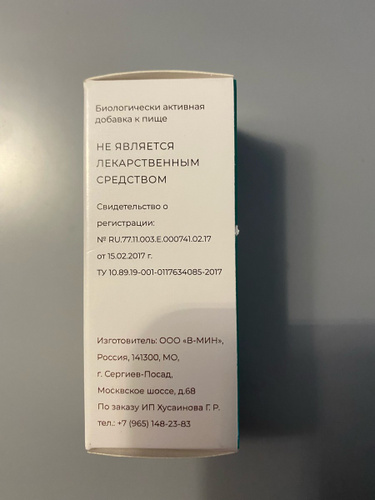 Биологически активная
добавка к пище
НЕ ЯВЛЯЕТСЯ
ЛЕКАРСТВЕННЫМ
СРЕДСТВОМ
Свидетельство о
регистрации:
№ RU.77.11.003.Е.000741.02.17
от 15.02.2017 г.
ТУ 10.89.19-001-0117634085-2017
Изготовитель: ООО «В-МИН»,
Россия, 141300, МО,
г. Сергиев-Посад,
Москвское шоссе, д.68
По заказу ИП Хусаинова Г. Р.
тел.: +7 (965) 148-23-83